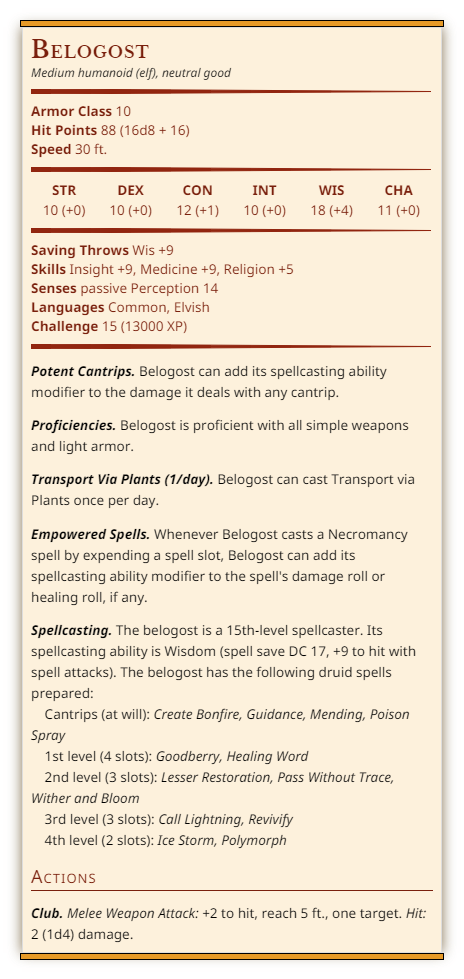 Belogost
Medium humanoid (elf), neutral good
Armor Class 10
Hit Points 88 (16d8 + 16)
Speed 30 ft.
STR DEX CON INT WIS CHA
10 (+0) 10 (+0) 12 (+1) 10 (+0) 18 (+4) 11 (+0)
Saving Throws Wis +9
Skills Insight +9, Medicine +9, Religion +5
Senses passive Perception 14
Languages Common, Elvish
Challenge 15 (13000 XP)
Potent Cantrips. Belogost can add its spellcasting ability
modifier to the damage it deals with any cantrip.
Proficiencies. Belogost is proficient with all simple weapons
and light armor.
Transport Via Plants (1/day). Belogost can cast Transport via
Plants once per day.
Empowered Spells. Whenever Belogost casts a Necromancy
spell by expending a spell slot, Belogost can add its
spellcasting ability modifier to the spell's damage roll or
healing roll, if any.
Spellcasting. The belogost is a 15th-level spellcaster. Its
spellcasting ability is Wisdom (spell save DC 17, +9 to hit with
spell attacks). The belogost has the following druid spells
prepared:
Cantrips (at will): Create Bonfire, Guidance, Mending, Poison
Spray
1st level (4 slots): Goodberry, Healing Word
2nd level (3 slots): Lesser Restoration, Pass Without Trace,
Wither and Bloom
3rd level (3 slots): Call Lightning, Revivify
4th level (2 slots): Ice Storm, Polymorph
Actions
Club. Melee Weapon Attack: +2 to hit, reach 5 ft., one target. Hit:
2 (1d4) damage.